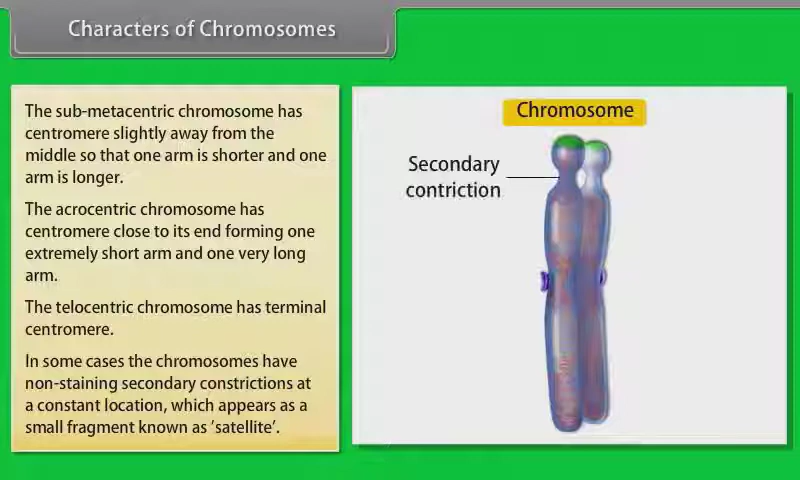 Characters of Chromosomes
The sub-metacentric chromosome has
centromere slightly away from the
middle so that one arm is shorter and one
arm is longer.
The acrocentric chromosome has
centromere close to its end forming one
extremely short arm and one very long
arm.
The telocentric chromosome has terminal
centromere.
In some cases the chromosomes have
non-staining secondary constrictions at
a constant location, which appears as a
small fragment known as ‘satellite’.
Chromosome
Secondary
contriction